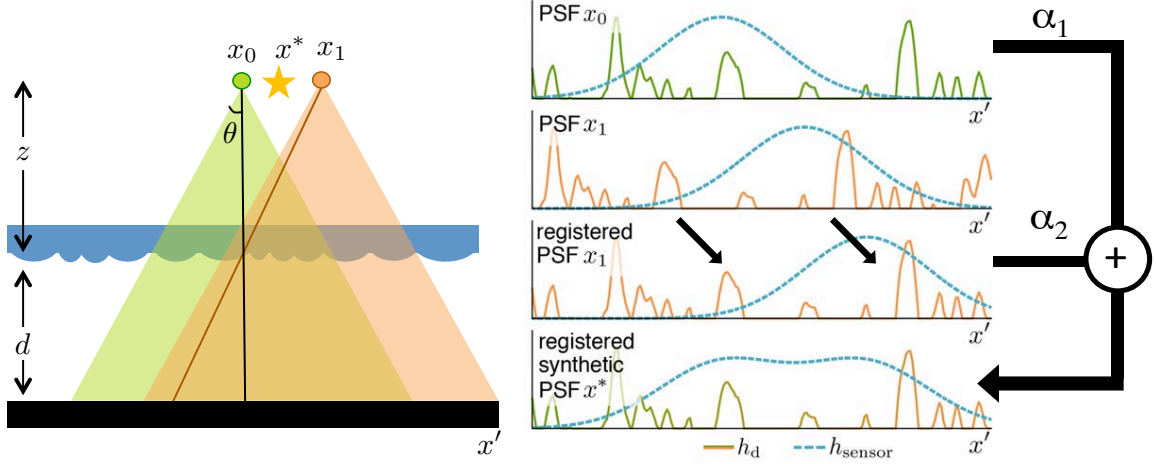 x₀ x* x₁
θ
z
d
x′
PSF x₀
x′
PSF x₁
x′
registered
PSF x₁
x′
registered
synthetic
PSF x*
x′
h_d h_sensor
α₁
α₂
+